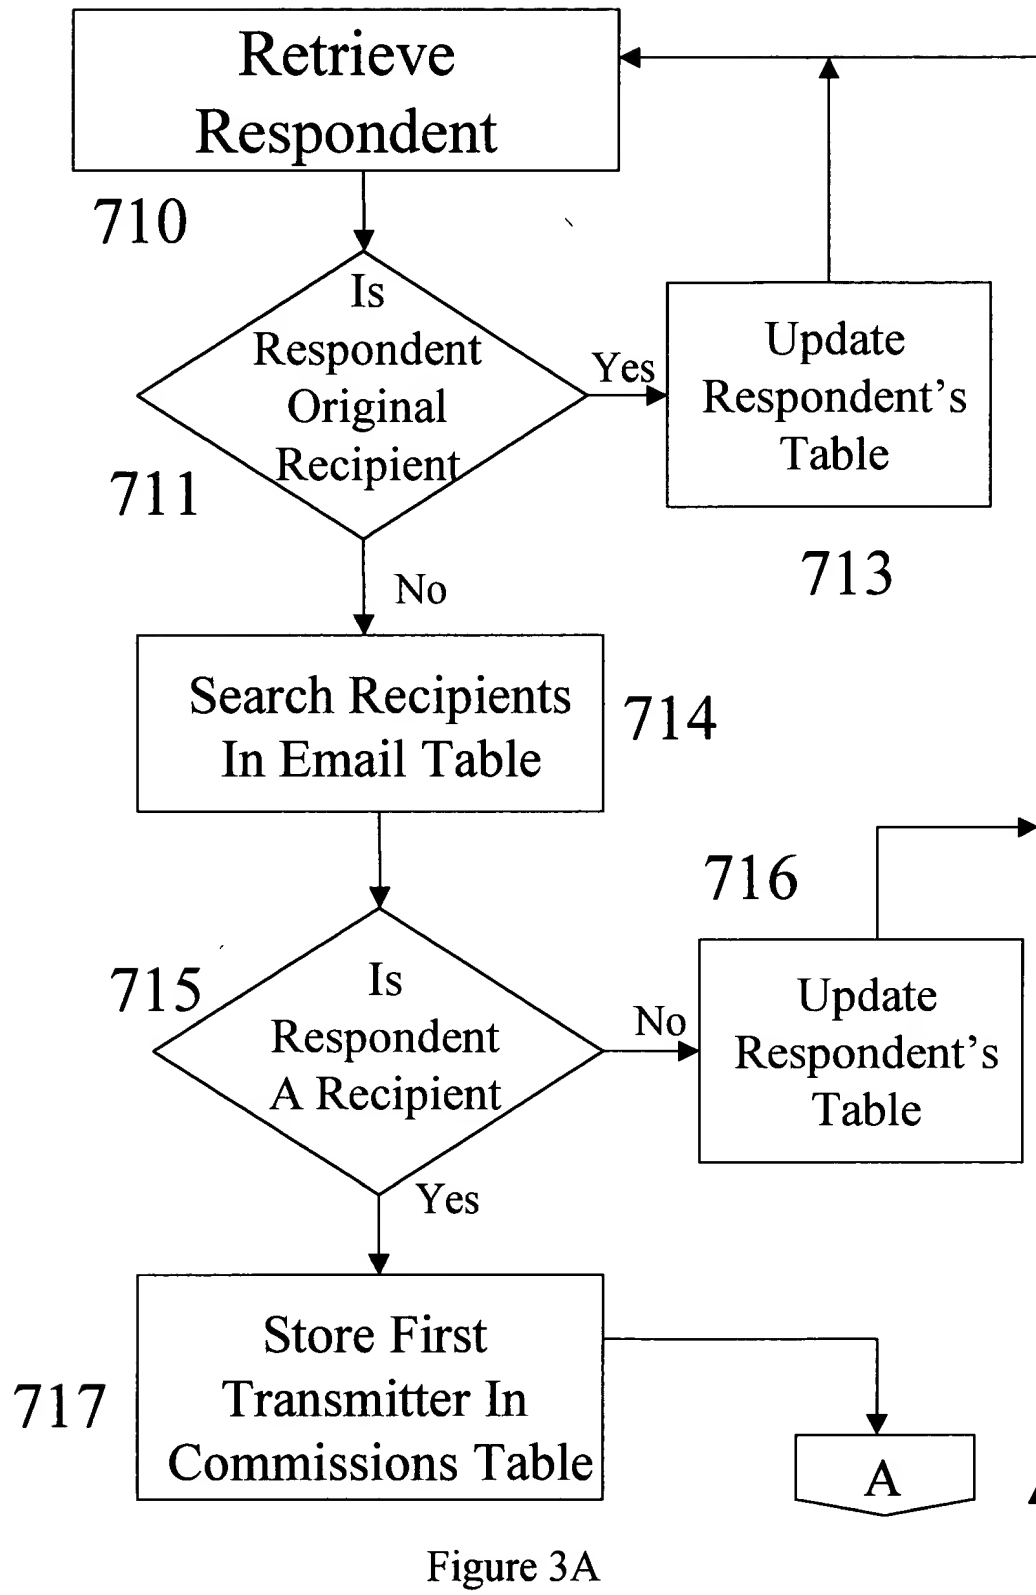 Retrieve
Respondent
710
Is
Respondent
Original
Recipient
711
Yes
Update
Respondent's
Table
713
No
Search Recipients
In Email Table
714
716
715
Is
Respondent
A Recipient
No
Update
Respondent's
Table
Yes
Store First
Transmitter In
Commissions Table
717
A
Figure 3A